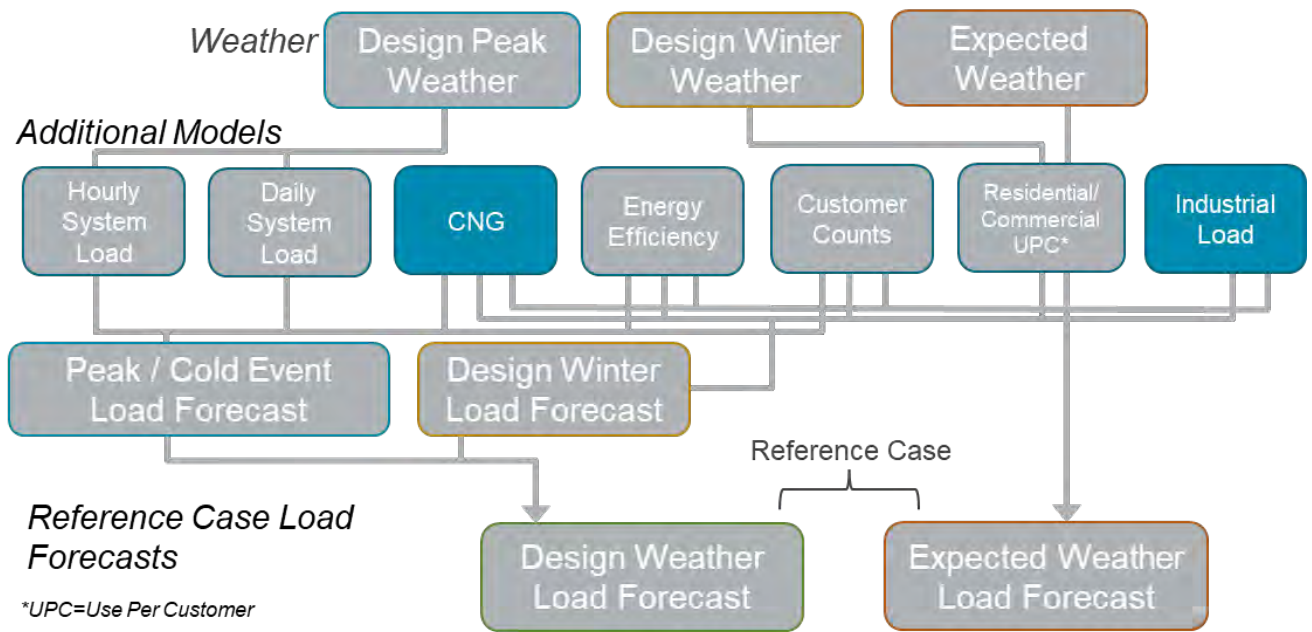 Weather
Design Peak
Weather
Design Winter
Weather
Expected
Weather
Additional Models
Hourly
System
Load
Daily
System
Load
CNG
Energy
Efficiency
Customer
Counts
Residential/
Commercial
UPC*
Industrial
Load
Peak / Cold Event
Load Forecast
Design Winter
Load Forecast
Reference Case
Reference Case Load
Forecasts
Design Weather
Load Forecast
Expected Weather
Load Forecast
*UPC=Use Per Customer